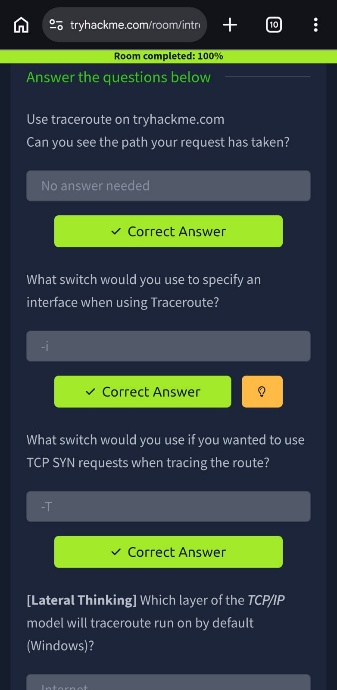 tryhackme.com/room/intr
10
Room completed: 100%
Answer the questions below
Use traceroute on tryhackme.com
Can you see the path your request has taken?
No answer needed
Correct Answer
What switch would you use to specify an
interface when using Traceroute?
-i
Correct Answer
What switch would you use if you wanted to use
TCP SYN requests when tracing the route?
-T
Correct Answer
[Lateral Thinking] Which layer of the TCP/IP
model will traceroute run on by default
(Windows)?
Internet